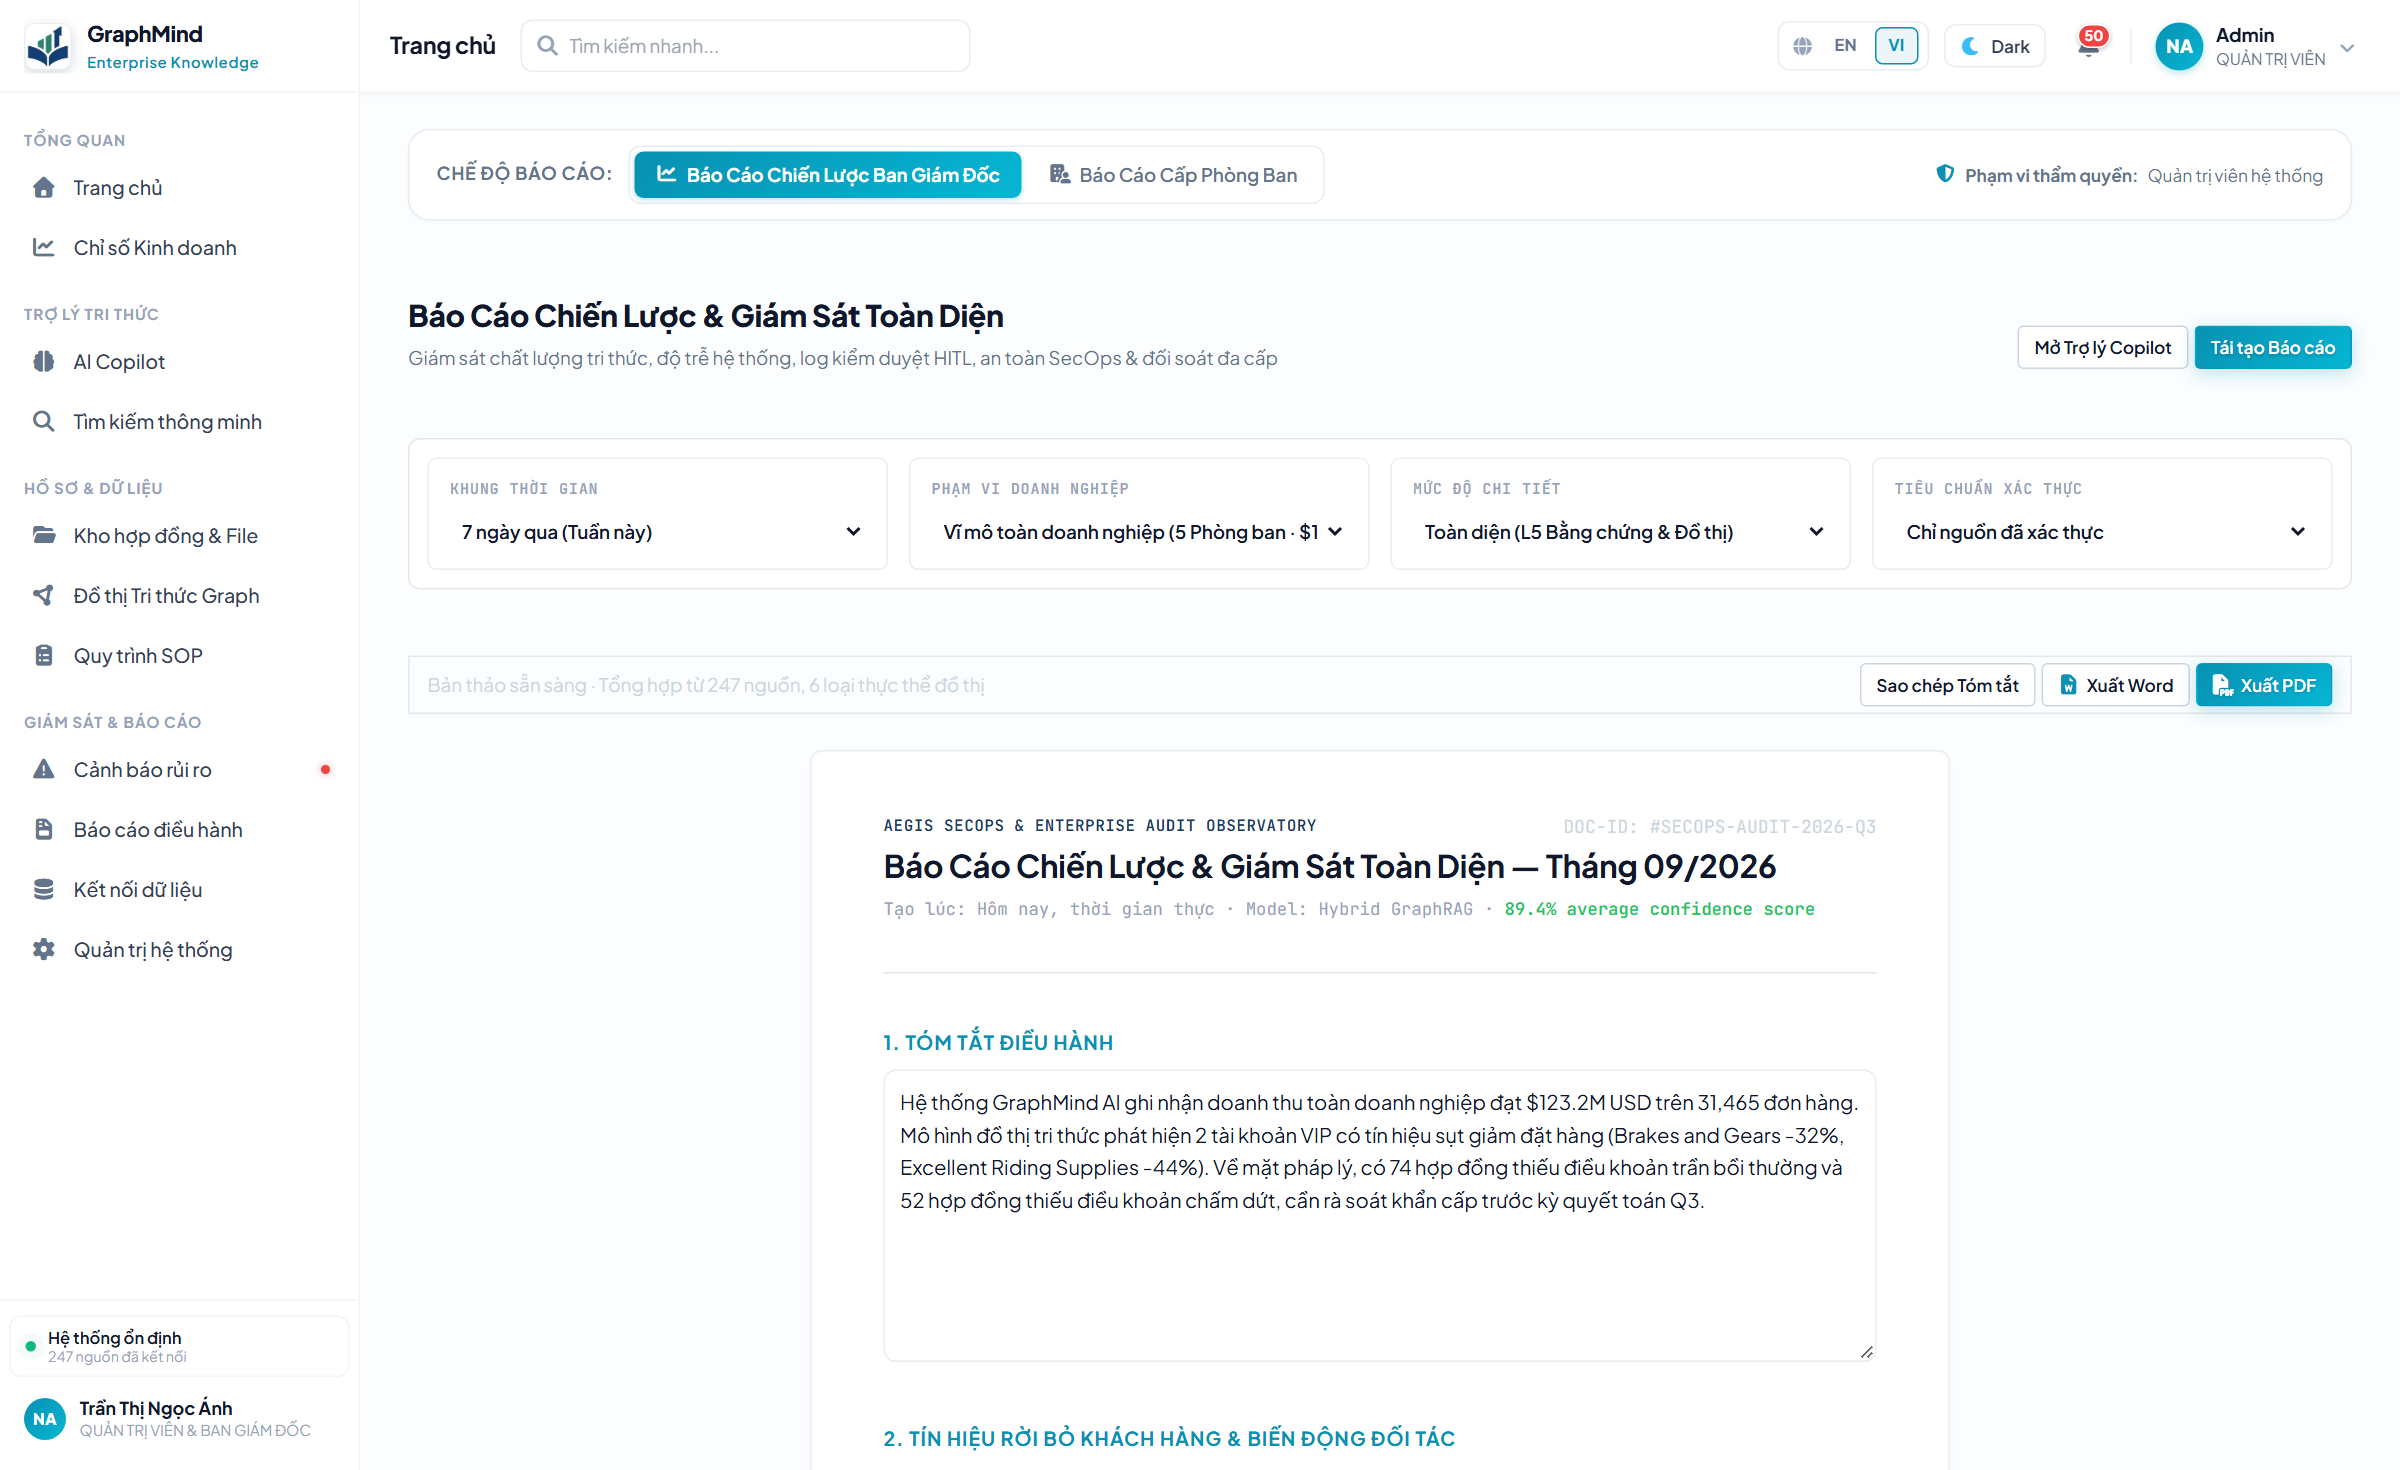 GraphMind
Enterprise Knowledge
Trang chủ
Tìm kiếm nhanh...
EN
VI
Dark
50
NA
Admin
QUẢN TRỊ VIÊN
TỔNG QUAN
Trang chủ
Chỉ số Kinh doanh
TRỢ LÝ TRI THỨC
AI Copilot
Tìm kiếm thông minh
HỒ SƠ & DỮ LIỆU
Kho hợp đồng & File
Đồ thị Tri thức Graph
Quy trình SOP
GIÁM SÁT & BÁO CÁO
Cảnh báo rủi ro
Báo cáo điều hành
Kết nối dữ liệu
Quản trị hệ thống
Hệ thống ổn định
247 nguồn đã kết nối
NA
Trần Thị Ngọc Ánh
QUẢN TRỊ VIÊN & BAN GIÁM ĐỐC
CHẾ ĐỘ BÁO CÁO:
Báo Cáo Chiến Lược Ban Giám Đốc
Báo Cáo Cấp Phòng Ban
Phạm vi thẩm quyền: Quản trị viên hệ thống
Báo Cáo Chiến Lược & Giám Sát Toàn Diện
Giám sát chất lượng tri thức, độ trễ hệ thống, log kiểm duyệt HITL, an toàn SecOps & đối soát đa cấp
Mở Trợ lý Copilot
Tái tạo Báo cáo
KHUNG THỜI GIAN
7 ngày qua (Tuần này)
PHẠM VI DOANH NGHIỆP
Vĩ mô toàn doanh nghiệp (5 Phòng ban · $1
MỨC ĐỘ CHI TIẾT
Toàn diện (L5 Bằng chứng & Đồ thị)
TIÊU CHUẨN XÁC THỰC
Chỉ nguồn đã xác thực
Bản thảo sẵn sàng · Tổng hợp từ 247 nguồn, 6 loại thực thể đồ thị
Sao chép Tóm tắt
Xuất Word
Xuất PDF
AEGIS SECOPS & ENTERPRISE AUDIT OBSERVATORY
DOC-ID: #SECOPS-AUDIT-2026-Q3
Báo Cáo Chiến Lược & Giám Sát Toàn Diện — Tháng 09/2026
Tạo lúc: Hôm nay, thời gian thực · Model: Hybrid GraphRAG · 89.4% average confidence score
1. TÓM TẮT ĐIỀU HÀNH
Hệ thống GraphMind AI ghi nhận doanh thu toàn doanh nghiệp đạt $123.2M USD trên 31,465 đơn hàng.
Mô hình đồ thị tri thức phát hiện 2 tài khoản VIP có tín hiệu sụt giảm đặt hàng (Brakes and Gears -32%,
Excellent Riding Supplies -44%). Về mặt pháp lý, có 74 hợp đồng thiếu điều khoản trần bồi thường và
52 hợp đồng thiếu điều khoản chấm dứt, cần rà soát khẩn cấp trước kỳ quyết toán Q3.
2. TÍN HIỆU RỜI BỎ KHÁCH HÀNG & BIẾN ĐỘNG ĐỐI TÁC